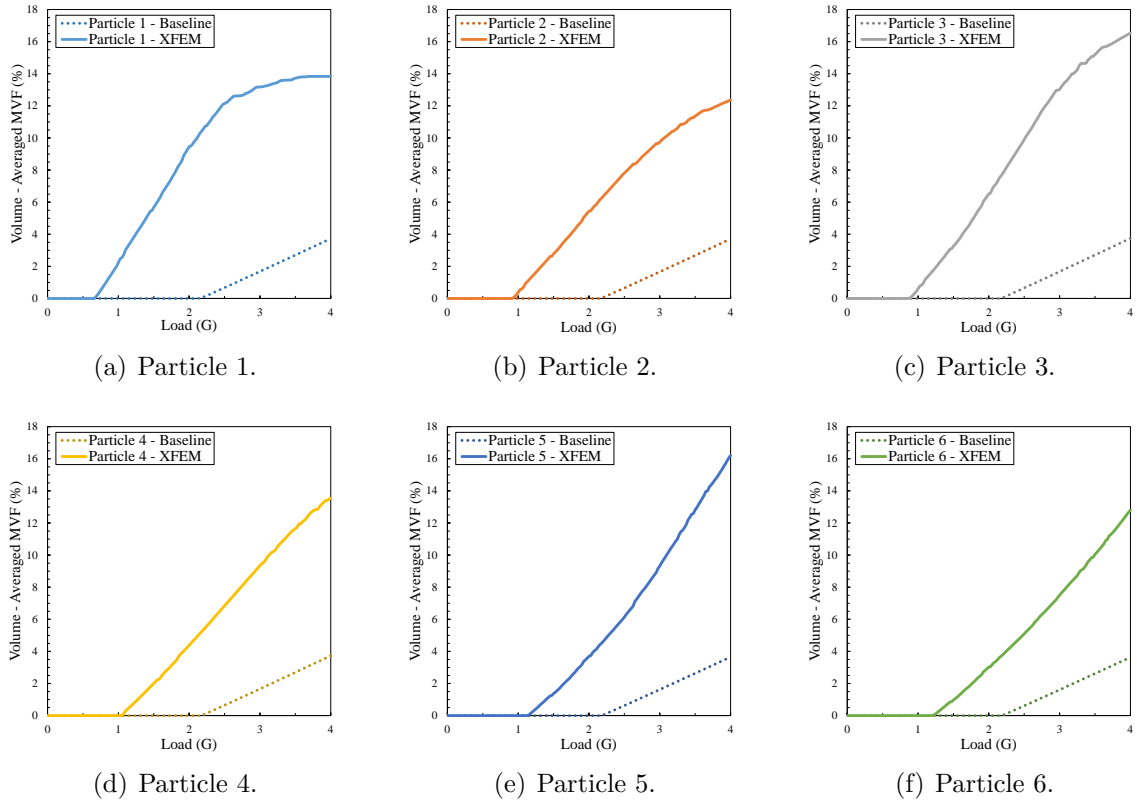 Particle 1 - Baseline
Particle 1 - XFEM
Volume - Averaged MVF (%)
18
16
14
12
10
8
6
4
2
0
0 1 2 3 4
Load (G)
(a) Particle 1.
Particle 2 - Baseline
Particle 2 - XFEM
Volume - Averaged MVF (%)
18
16
14
12
10
8
6
4
2
0
0 1 2 3 4
Load (G)
(b) Particle 2.
Particle 3 - Baseline
Particle 3 - XFEM
Volume - Averaged MVF (%)
18
16
14
12
10
8
6
4
2
0
0 1 2 3 4
Load (G)
(c) Particle 3.
Particle 4 - Baseline
Particle 4 - XFEM
Volume - Averaged MVF (%)
18
16
14
12
10
8
6
4
2
0
0 1 2 3 4
Load (G)
(d) Particle 4.
Particle 5 - Baseline
Particle 5 - XFEM
Volume - Averaged MVF (%)
18
16
14
12
10
8
6
4
2
0
0 1 2 3 4
Load (G)
(e) Particle 5.
Particle 6 - Baseline
Particle 6 - XFEM
Volume - Averaged MVF (%)
18
16
14
12
10
8
6
4
2
0
0 1 2 3 4
Load (G)
(f) Particle 6.